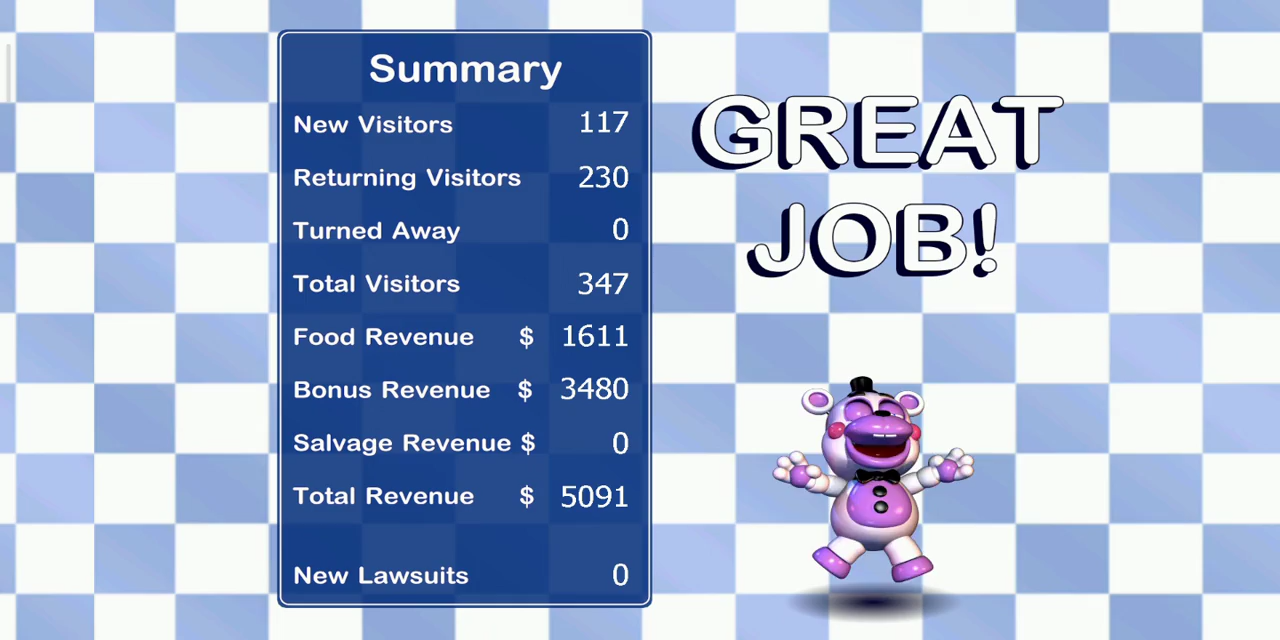 Summary
New Visitors 117
Returning Visitors 230
Turned Away 0
Total Visitors 347
Food Revenue $ 1611
Bonus Revenue $ 3480
Salvage Revenue $ 0
Total Revenue $ 5091
New Lawsuits 0
GREAT
JOB!